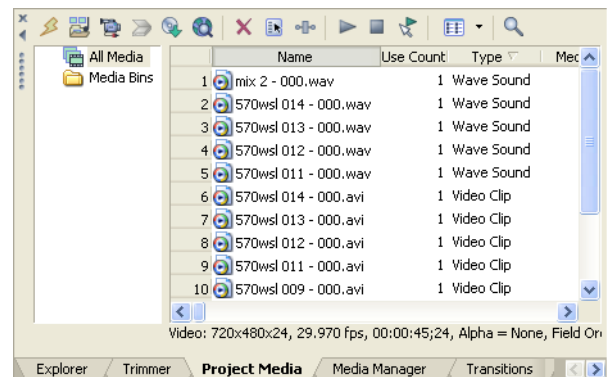 All Media
Media Bins
Name Use Count Type Mec
1 mix 2 - 000.wav 1 Wave Sound
2 570wsl 014 - 000.wav 1 Wave Sound
3 570wsl 013 - 000.wav 1 Wave Sound
4 570wsl 012 - 000.wav 1 Wave Sound
5 570wsl 011 - 000.wav 1 Wave Sound
6 570wsl 014 - 000.avi 1 Video Clip
7 570wsl 013 - 000.avi 1 Video Clip
8 570wsl 012 - 000.avi 1 Video Clip
9 570wsl 011 - 000.avi 1 Video Clip
10 570wsl 009 - 000.avi 1 Video Clip
Video: 720x480x24, 29.970 fps, 00:00:45;24, Alpha = None, Field Or
Explorer Trimmer Project Media Media Manager Transitions